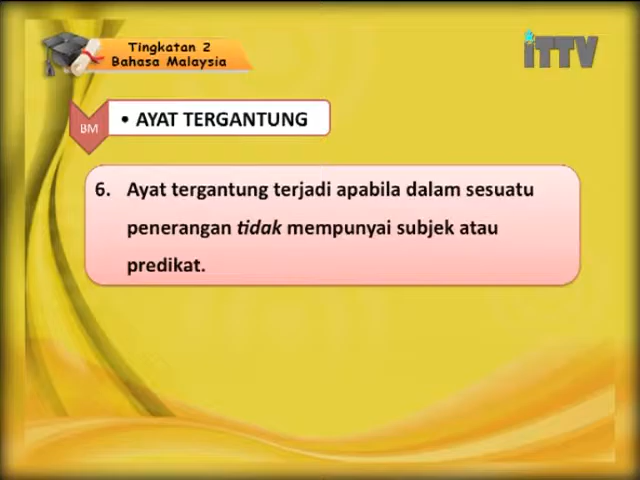 Tingkatan 2
Bahasa Malaysia
iTTV
BM
• AYAT TERGANTUNG
6. Ayat tergantung terjadi apabila dalam sesuatu
penerangan tidak mempunyai subjek atau
predikat.